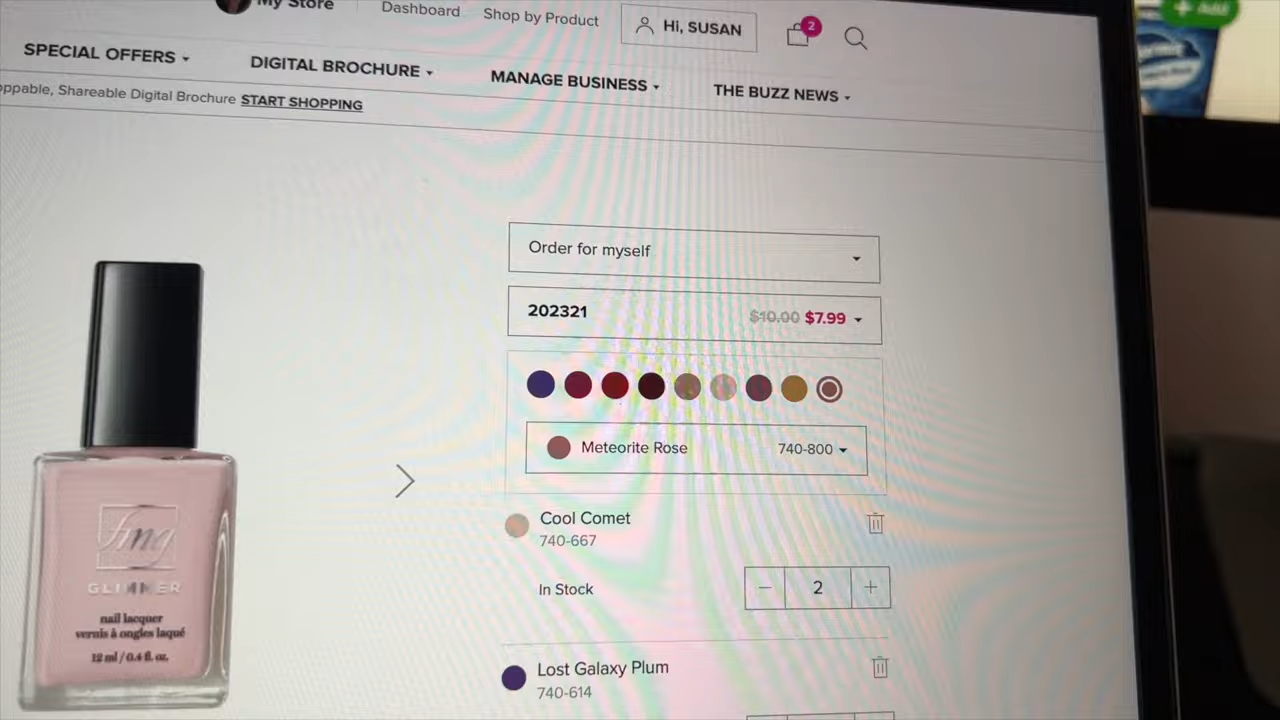 My Store
Dashboard
Shop by Product
Hi, SUSAN
2
SPECIAL OFFERS
DIGITAL BROCHURE
MANAGE BUSINESS
THE BUZZ NEWS
oppable, Shareable Digital Brochure START SHOPPING
Order for myself
202321
$10.00 $7.99
Meteorite Rose
740-800
Cool Comet
740-667
In Stock
2
Lost Galaxy Plum
740-614
fmg
GLIMMER
nail lacquer
vernis à ongles laqué
12 ml / 0.4 fl. oz.
+ Add